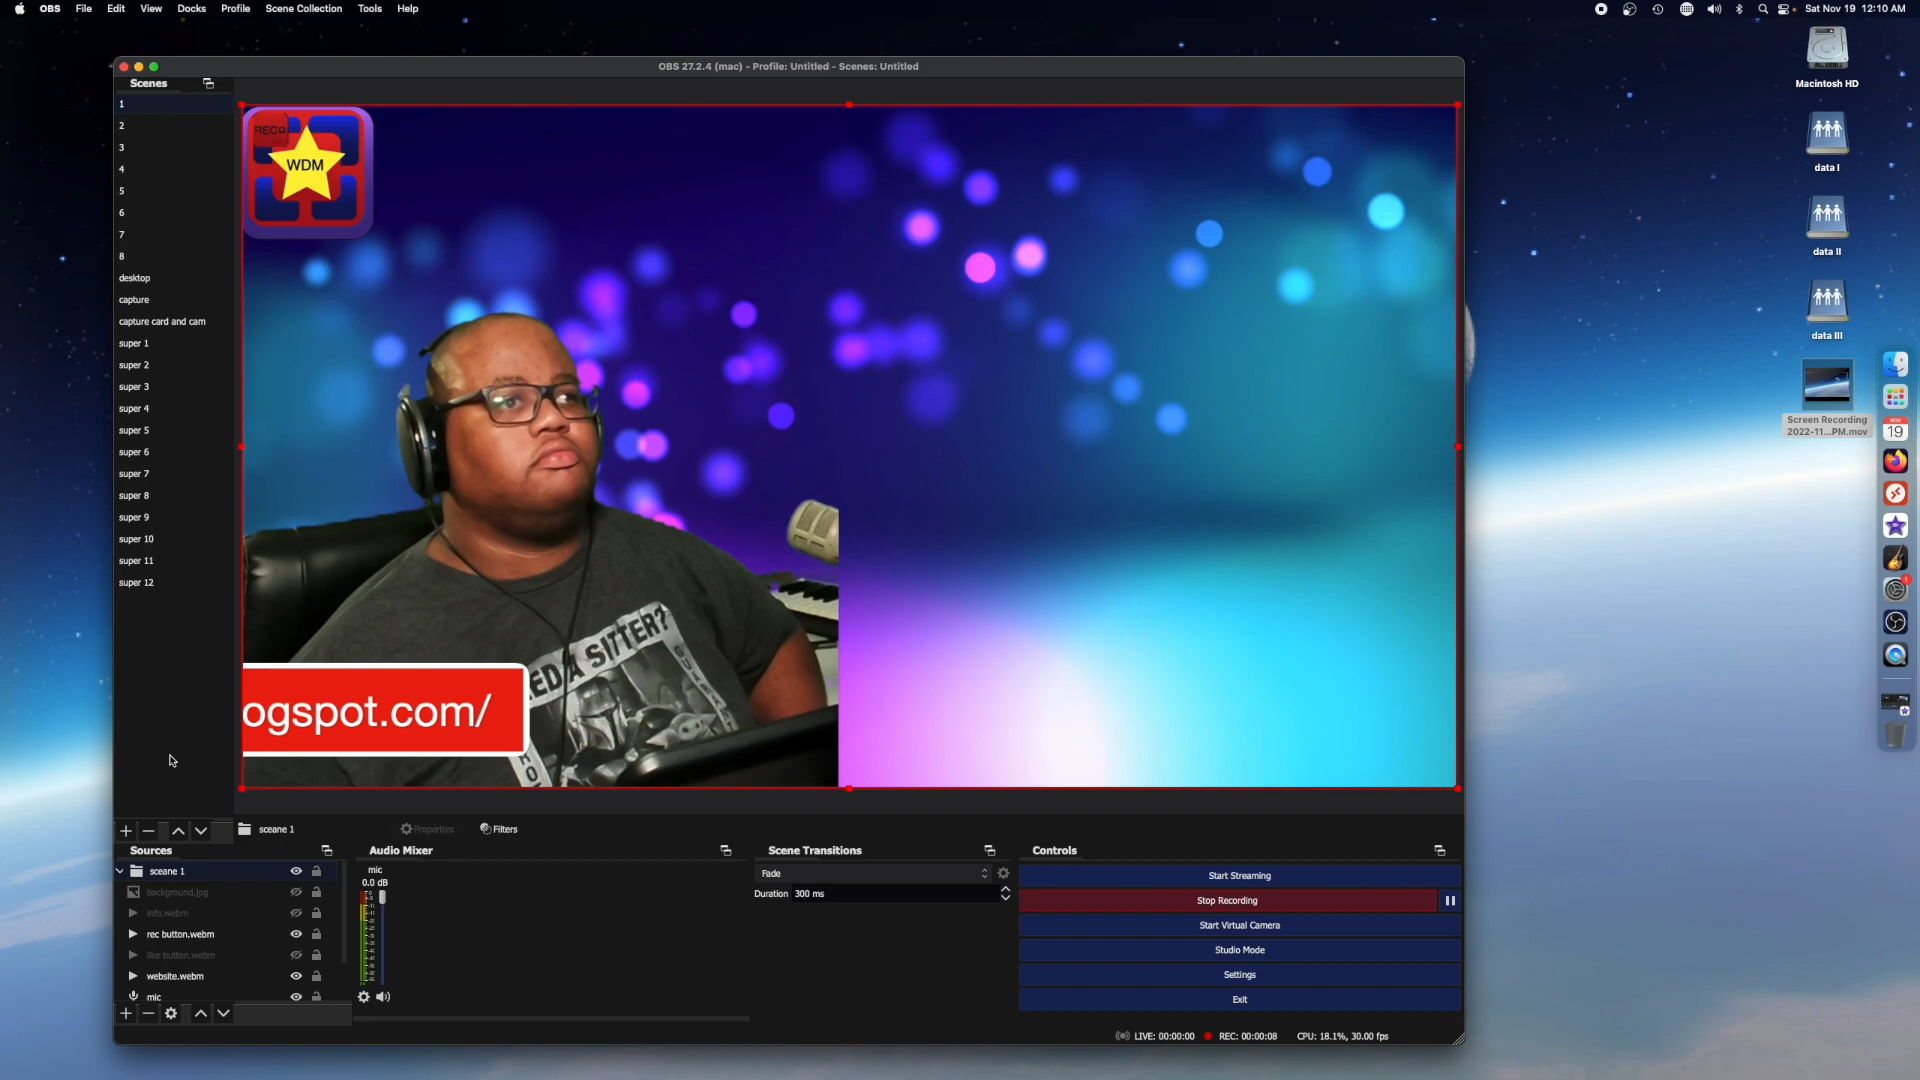 OBS File Edit View Docks Profile Scene Collection Tools Help
Sat Nov 19 12:10 AM
OBS 27.2.4 (mac) - Profile: Untitled - Scenes: Untitled
Scenes
1
2
3
4
5
6
7
8
desktop
capture
capture card and cam
super 1
super 2
super 3
super 4
super 5
super 6
super 7
super 8
super 9
super 10
super 11
super 12
REC
WDM
SITTER?
ogspot.com/
Macintosh HD
data I
data II
data III
Screen Recording
2022-11...PM.mov
NOV
19
1
sceane 1
Properties
Filters
Sources
sceane 1
background.jpg
info.webm
rec button.webm
like button.webm
website.webm
mic
Audio Mixer
mic
0.0 dB
Scene Transitions
Fade
Duration 300 ms
Controls
Start Streaming
Stop Recording
Start Virtual Camera
Studio Mode
Settings
Exit
LIVE: 00:00:00 REC: 00:00:08 CPU: 18.1%, 30.00 fps